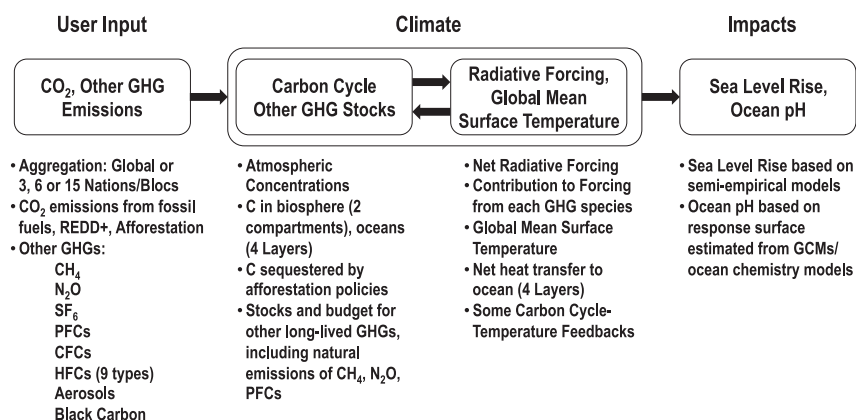 User Input
Climate
Impacts
CO₂, Other GHG
Emissions
Carbon Cycle
Other GHG Stocks
Radiative Forcing,
Global Mean
Surface Temperature
Sea Level Rise,
Ocean pH
• Aggregation: Global or
3, 6 or 15 Nations/Blocs
• CO₂ emissions from fossil
fuels, REDD+, Afforestation
• Other GHGs:
CH₄
N₂O
SF₆
PFCs
CFCs
HFCs (9 types)
Aerosols
Black Carbon
• Atmospheric
Concentrations
• C in biosphere (2
compartments), oceans
(4 Layers)
• C sequestered by
afforestation policies
• Stocks and budget for
other long-lived GHGs,
including natural
emissions of CH₄, N₂O,
PFCs
• Net Radiative Forcing
• Contribution to Forcing
from each GHG species
• Global Mean Surface
Temperature
• Net heat transfer to
ocean (4 Layers)
• Some Carbon Cycle-
Temperature Feedbacks
• Sea Level Rise based on
semi-empirical models
• Ocean pH based on
response surface
estimated from GCMs/
ocean chemistry models